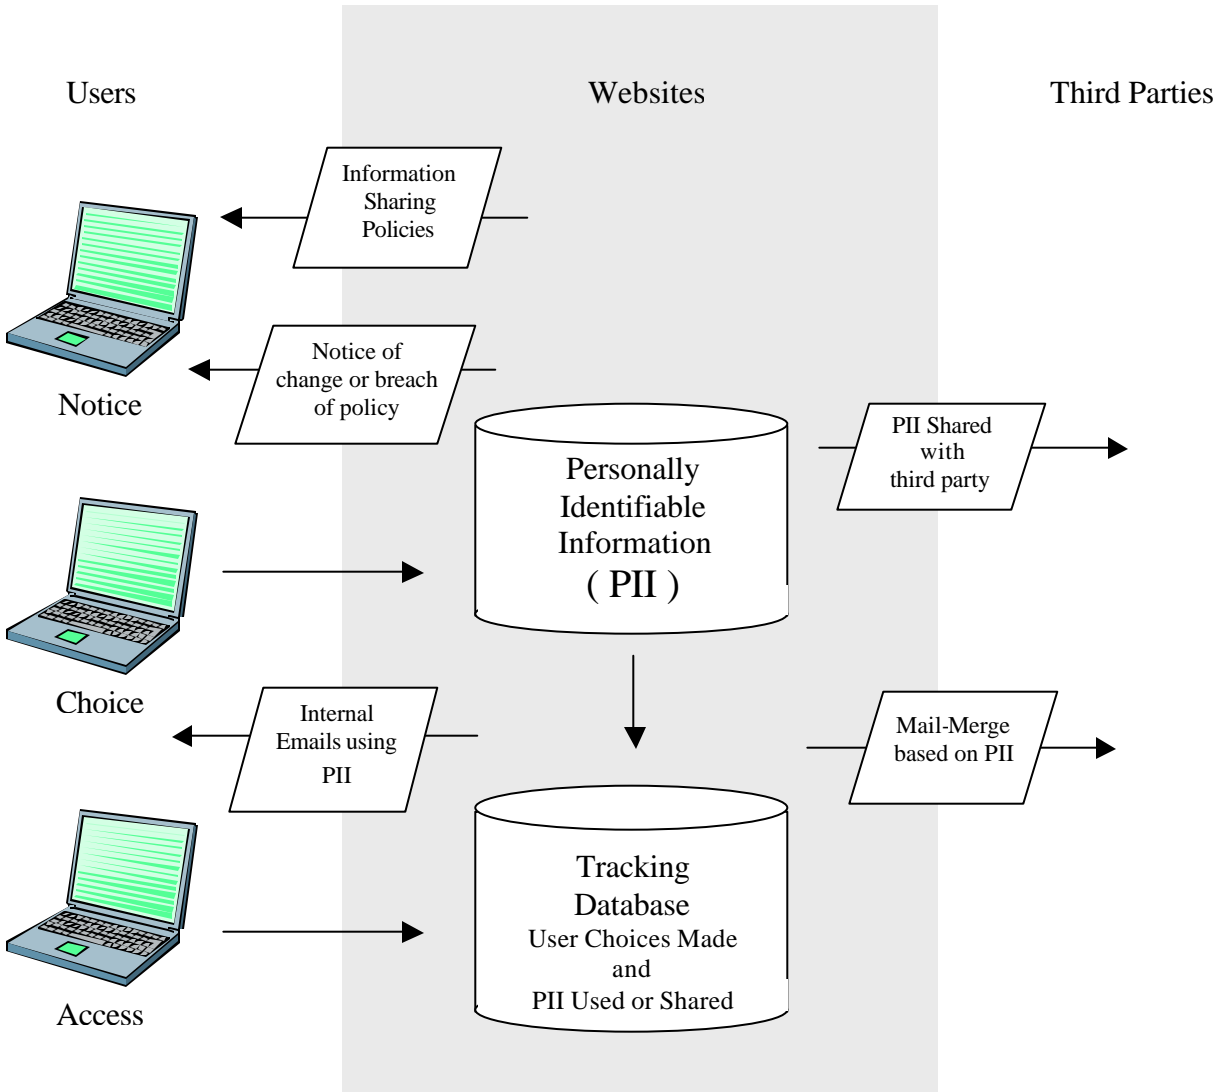 Users
Websites
Third Parties
Information
Sharing
Policies
Notice of
change or breach
of policy
Notice
Personally
Identifiable
Information
( PII )
PII Shared
with
third party
Choice
Internal
Emails using
PII
Mail-Merge
based on PII
Tracking
Database
User Choices Made
and
PII Used or Shared
Access